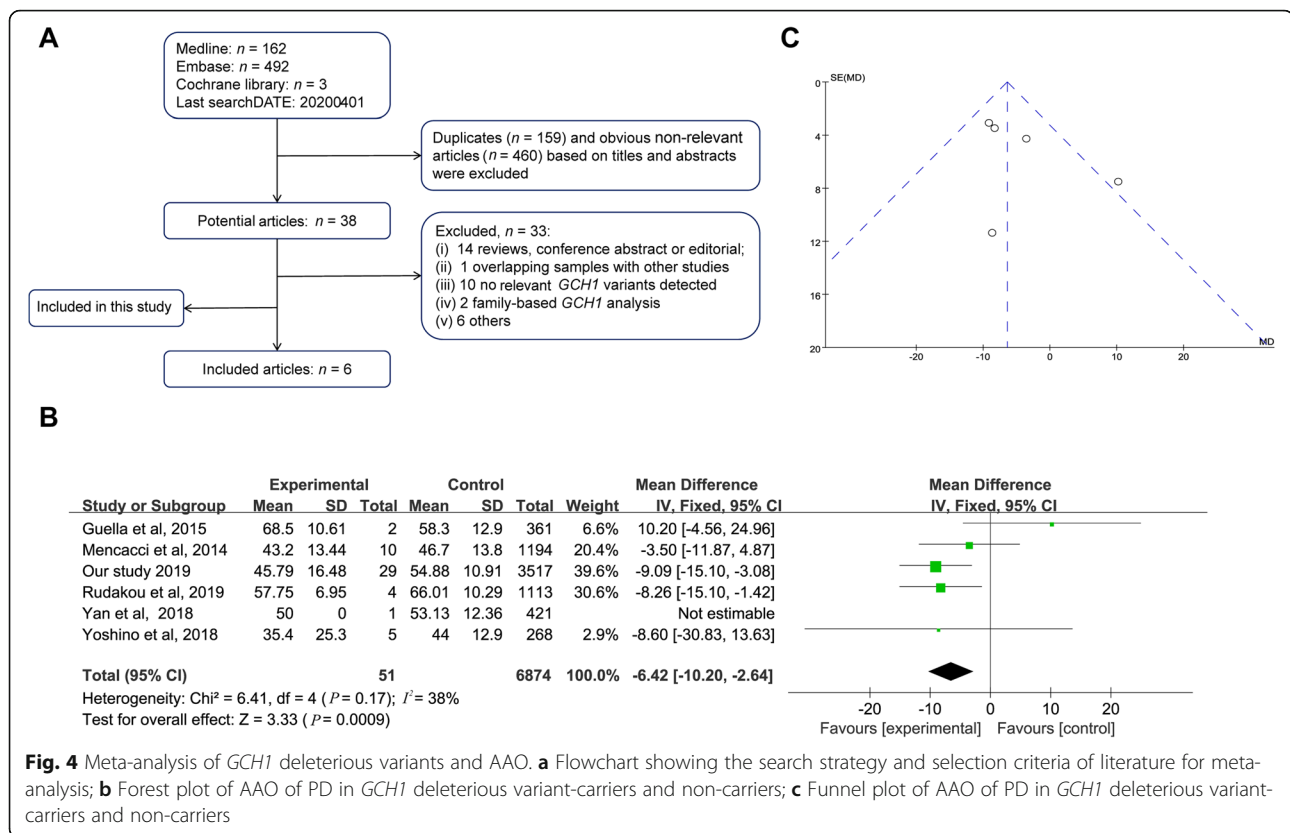 A
Medline: n = 162
Embase: n = 492
Cochrane library: n = 3
Last searchDATE: 20200401
Duplicates (n = 159) and obvious non-relevant
articles (n = 460) based on titles and abstracts
were excluded
Potential articles: n = 38
Excluded, n = 33:
(i) 14 reviews, conference abstract or editorial;
(ii) 1 overlapping samples with other studies
(iii) 10 no relevant GCH1 variants detected
(iv) 2 family-based GCH1 analysis
(v) 6 others
Included in this study
Included articles: n = 6
C
SE(MD)
0
4
8
12
16
20
-20 -10 0 10 20
MD
B
Experimental Control Mean Difference Mean Difference
Study or Subgroup Mean SD Total Mean SD Total Weight IV, Fixed, 95% CI IV, Fixed, 95% CI
Guella et al, 2015 68.5 10.61 2 58.3 12.9 361 6.6% 10.20 [-4.56, 24.96]
Mencacci et al, 2014 43.2 13.44 10 46.7 13.8 1194 20.4% -3.50 [-11.87, 4.87]
Our study 2019 45.79 16.48 29 54.88 10.91 3517 39.6% -9.09 [-15.10, -3.08]
Rudakou et al, 2019 57.75 6.95 4 66.01 10.29 1113 30.6% -8.26 [-15.10, -1.42]
Yan et al, 2018 50 0 1 53.13 12.36 421 Not estimable
Yoshino et al, 2018 35.4 25.3 5 44 12.9 268 2.9% -8.60 [-30.83, 13.63]
Total (95% CI) 51 6874 100.0% -6.42 [-10.20, -2.64]
Heterogeneity: Chi² = 6.41, df = 4 (P = 0.17); I² = 38%
Test for overall effect: Z = 3.33 (P = 0.0009)
-20 -10 0 10 20
Favours [experimental] Favours [control]
Fig. 4 Meta-analysis of GCH1 deleterious variants and AAO. a Flowchart showing the search strategy and selection criteria of literature for meta-
analysis; b Forest plot of AAO of PD in GCH1 deleterious variant-carriers and non-carriers; c Funnel plot of AAO of PD in GCH1 deleterious variant-
carriers and non-carriers